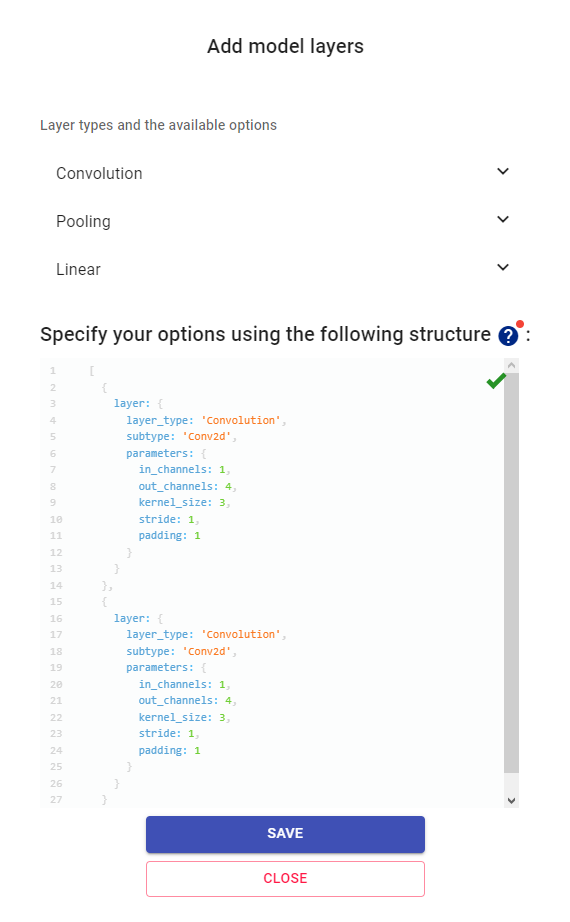 Add model layers
Layer types and the available options
Convolution
Pooling
Linear
Specify your options using the following structure ? :
1 [
2 {
3 layer: {
4 layer_type: 'Convolution',
5 subtype: 'Conv2d',
6 parameters: {
7 in_channels: 1,
8 out_channels: 4,
9 kernel_size: 3,
10 stride: 1,
11 padding: 1
12 }
13 }
14 },
15 {
16 layer: {
17 layer_type: 'Convolution',
18 subtype: 'Conv2d',
19 parameters: {
20 in_channels: 1,
21 out_channels: 4,
22 kernel_size: 3,
23 stride: 1,
24 padding: 1
25 }
26 }
27 }
SAVE
CLOSE